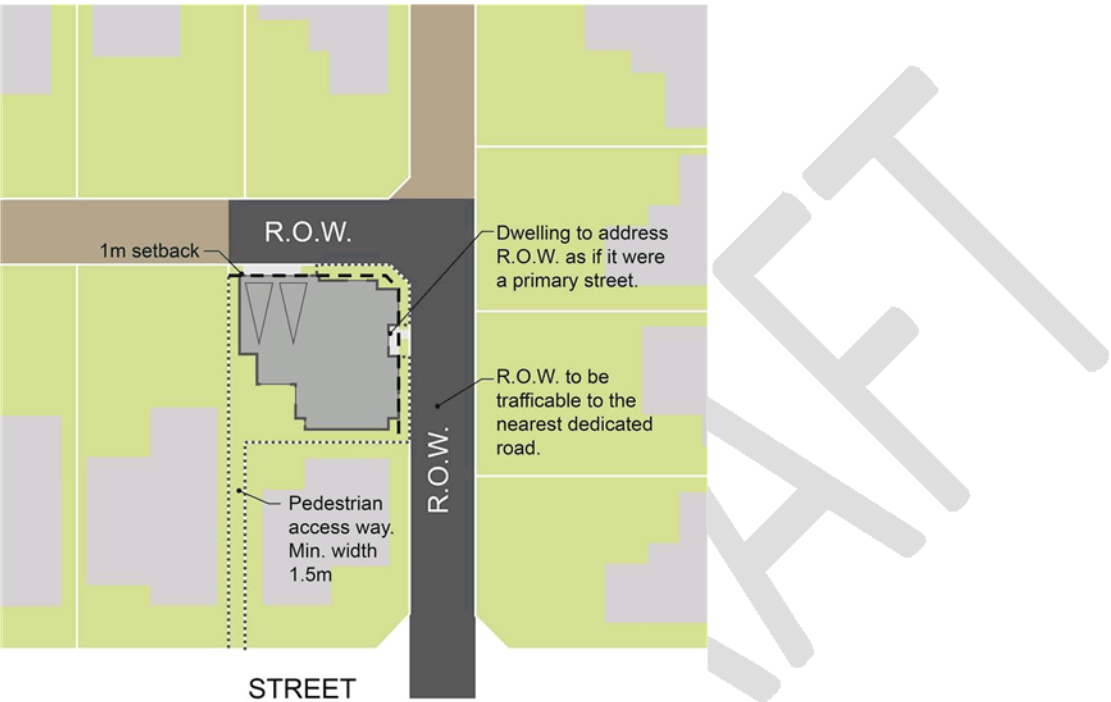 R.O.W.
1m setback
Dwelling to address
R.O.W. as if it were
a primary street.
R.O.W. to be
trafficable to the
nearest dedicated
road.
R.O.W.
Pedestrian
access way.
Min. width
1.5m
STREET
AFT